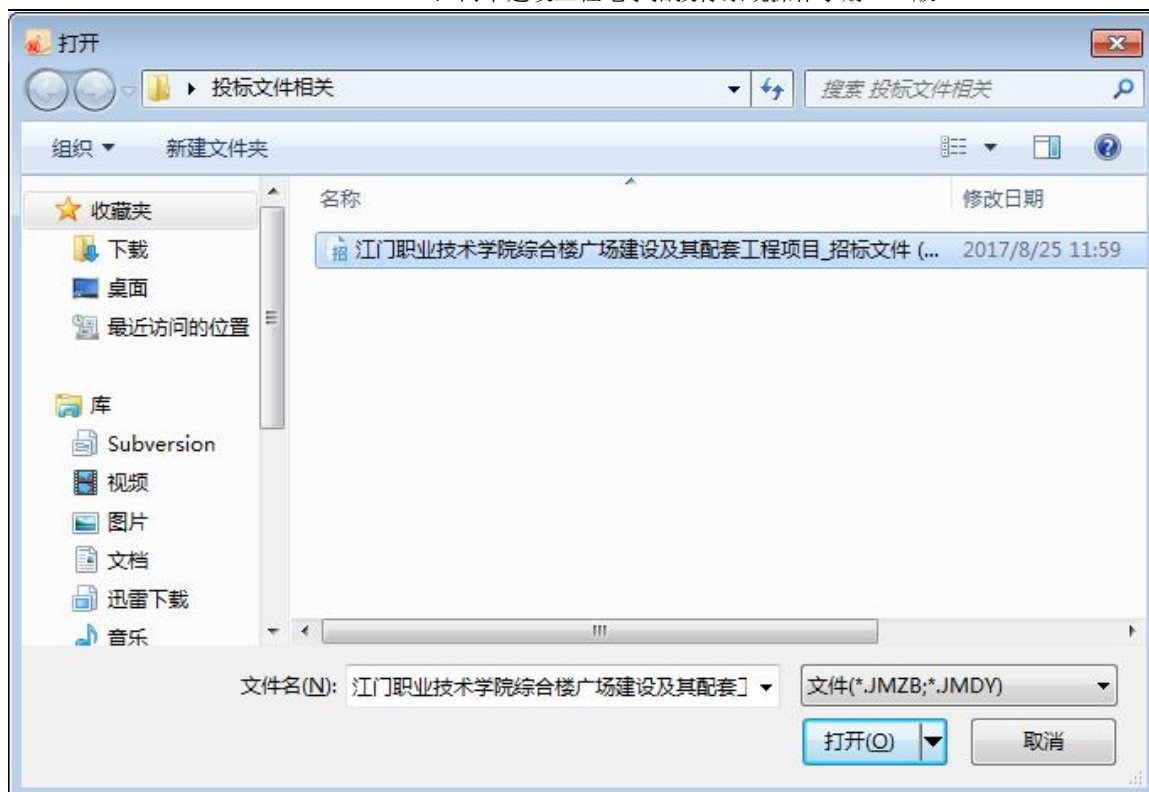 打开
投标文件相关
搜索 投标文件相关
组织 新建文件夹
名称 修改日期
收藏夹
江门职业技术学院综合楼广场建设及其配套工程项目_招标文件 (... 2017/8/25 11:59
下载
桌面
最近访问的位置
库
Subversion
视频
图片
文档
迅雷下载
音乐
文件名(N): 江门职业技术学院综合楼广场建设及其配套工 文件(*.JMZB;*.JMDY)
打开(O) 取消